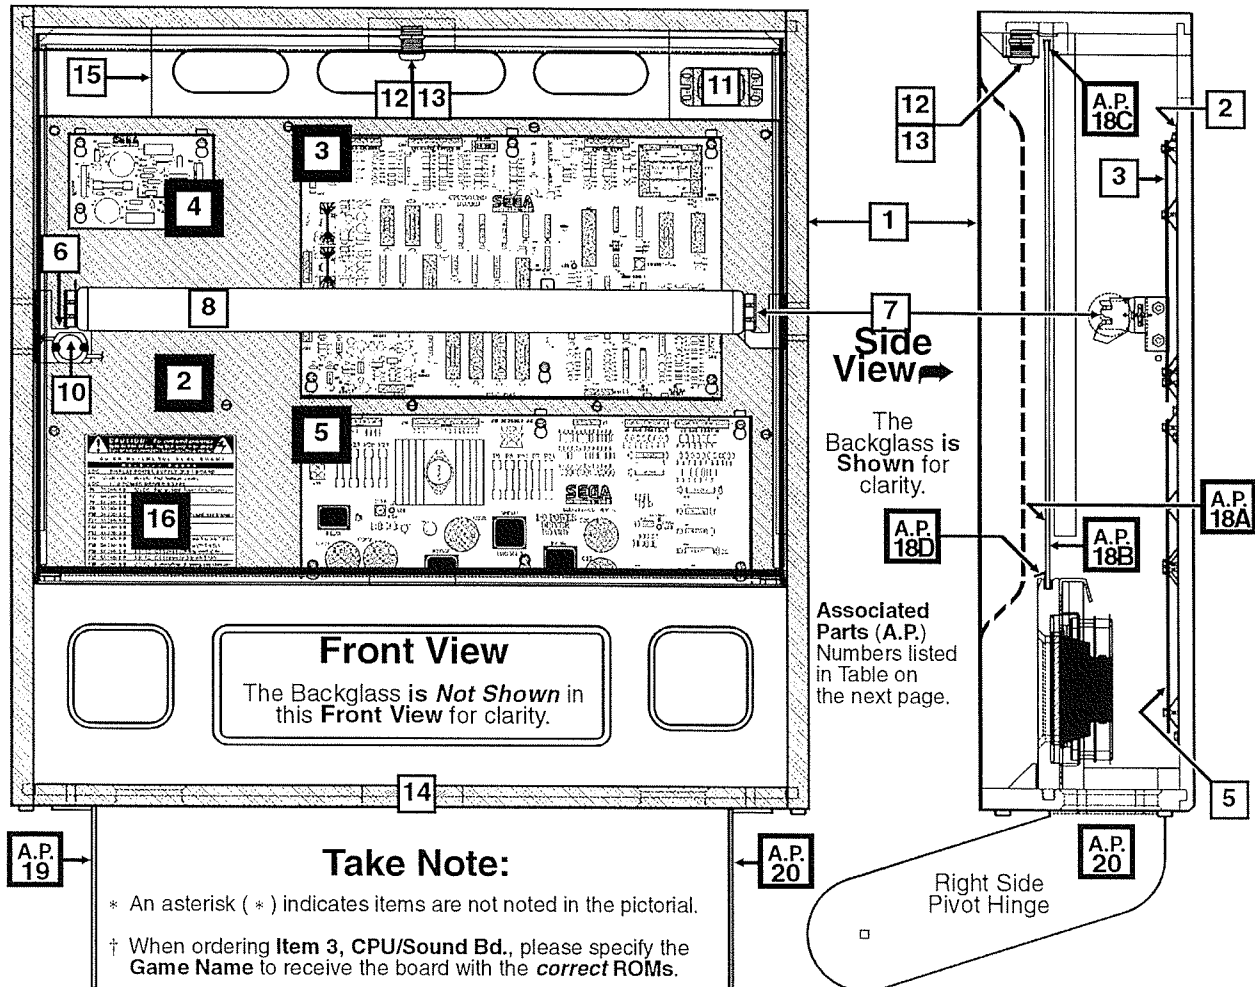 15
12 13
11
12
13
A.P.
18C
2
3
3
SEGA
CPU/SOUND
BOARD
SEGA
4
1
6
8
7
Side
View
10
2
The
Backglass is
Shown for
clarity.
5
SEGA
16
A.P.
18A
A.P.
18D
A.P.
18B
Associated
Parts (A.P.)
Numbers listed
in Table on
the next page.
Front View
The Backglass is Not Shown in
this Front View for clarity.
14
5
A.P.
19
A.P.
20
A.P.
20
Take Note:
* An asterisk ( * ) indicates items are not noted in the pictorial.
† When ordering Item 3, CPU/Sound Bd., please specify the
Game Name to receive the board with the correct ROMs.
Right Side
Pivot Hinge